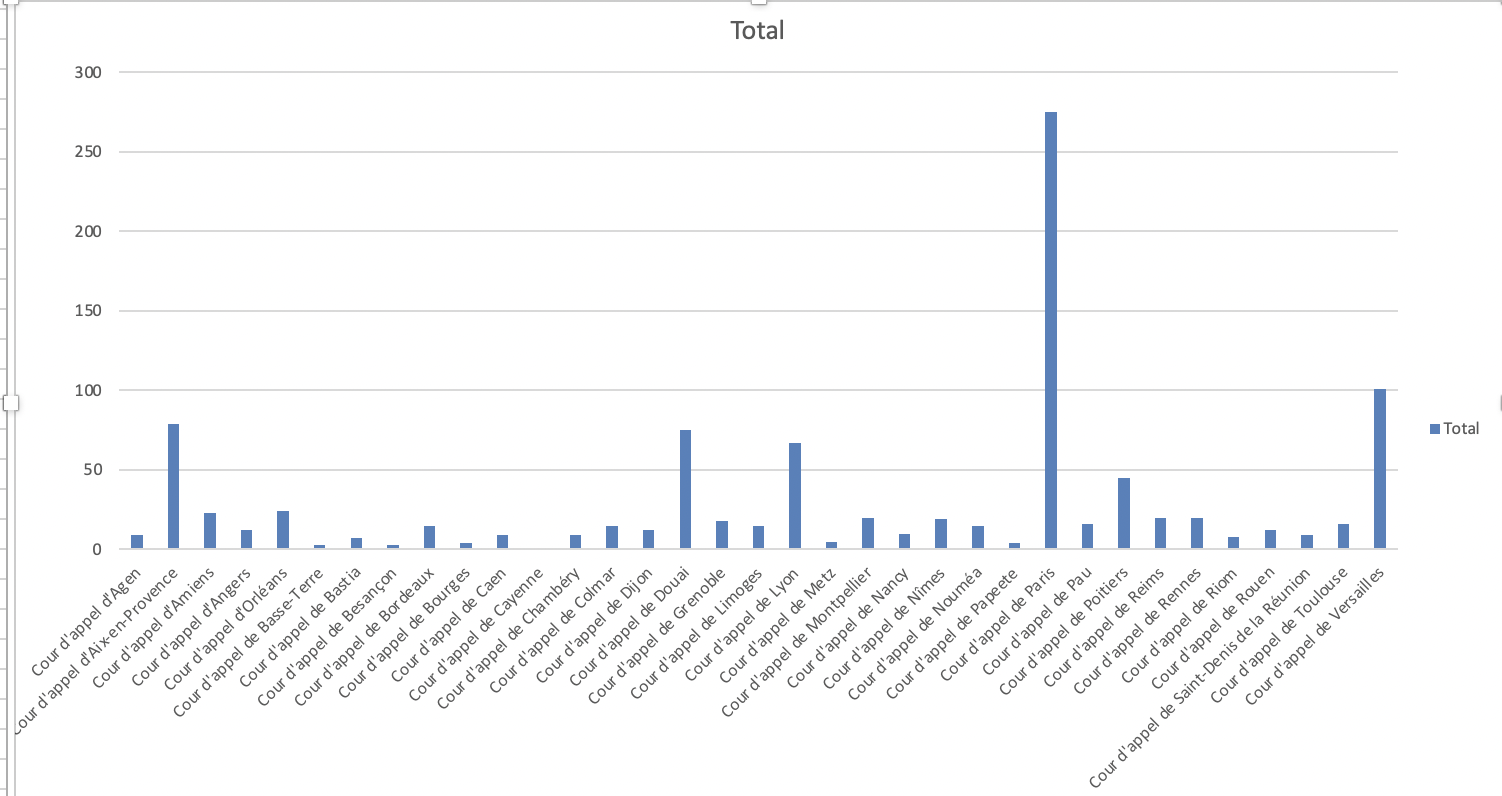 Total
300
250
200
150
100
50
0
Total
Cour d'appel d'Agen
Cour d'appel d'Aix-en-Provence
Cour d'appel d'Amiens
Cour d'appel d'Angers
Cour d'appel d'Orléans
Cour d'appel de Basse-Terre
Cour d'appel de Bastia
Cour d'appel de Besançon
Cour d'appel de Bordeaux
Cour d'appel de Bourges
Cour d'appel de Caen
Cour d'appel de Cayenne
Cour d'appel de Chambéry
Cour d'appel de Colmar
Cour d'appel de Dijon
Cour d'appel de Douai
Cour d'appel de Grenoble
Cour d'appel de Limoges
Cour d'appel de Lyon
Cour d'appel de Metz
Cour d'appel de Montpellier
Cour d'appel de Nancy
Cour d'appel de Nîmes
Cour d'appel de Nouméa
Cour d'appel de Papeete
Cour d'appel de Paris
Cour d'appel de Pau
Cour d'appel de Poitiers
Cour d'appel de Reims
Cour d'appel de Rennes
Cour d'appel de Riom
Cour d'appel de Rouen
Cour d'appel de Saint-Denis de la Réunion
Cour d'appel de Toulouse
Cour d'appel de Versailles